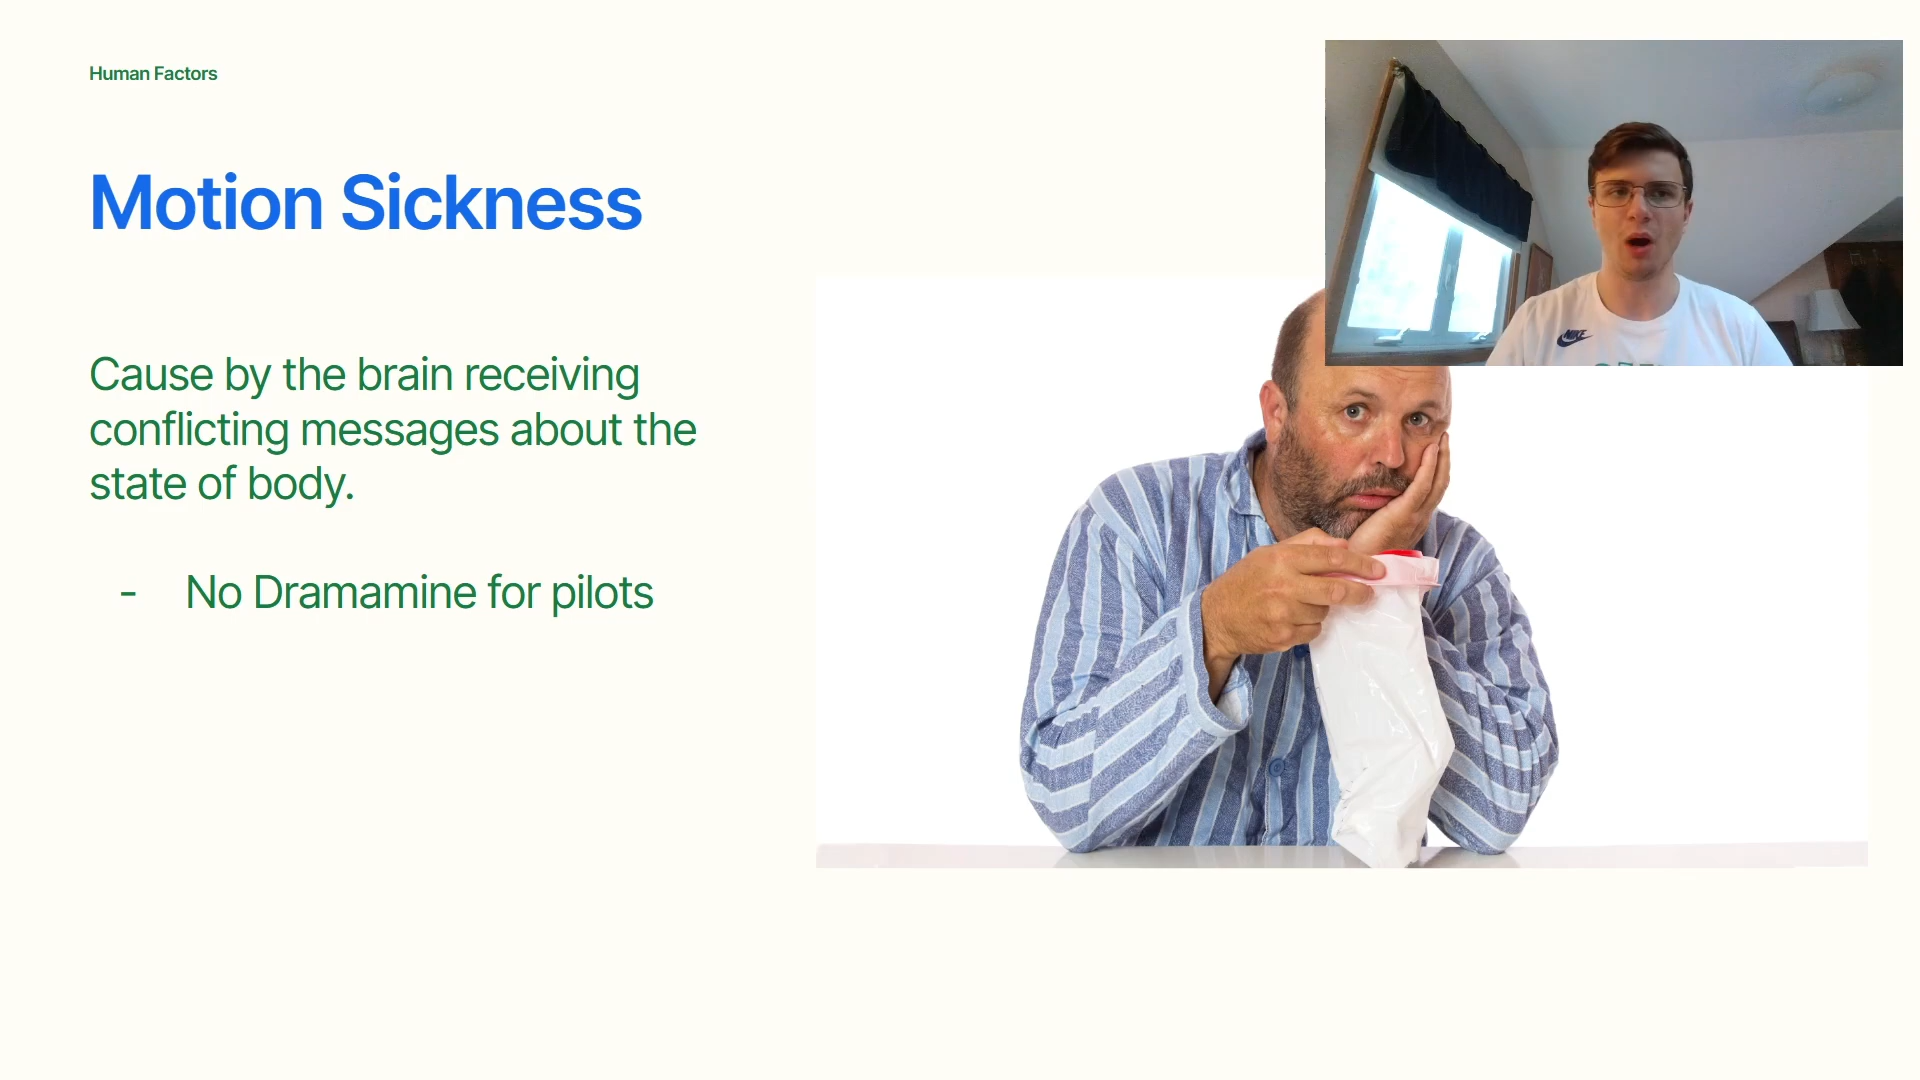 Human Factors
Motion Sickness
Cause by the brain receiving
conflicting messages about the
state of body.
- No Dramamine for pilots
NIKE